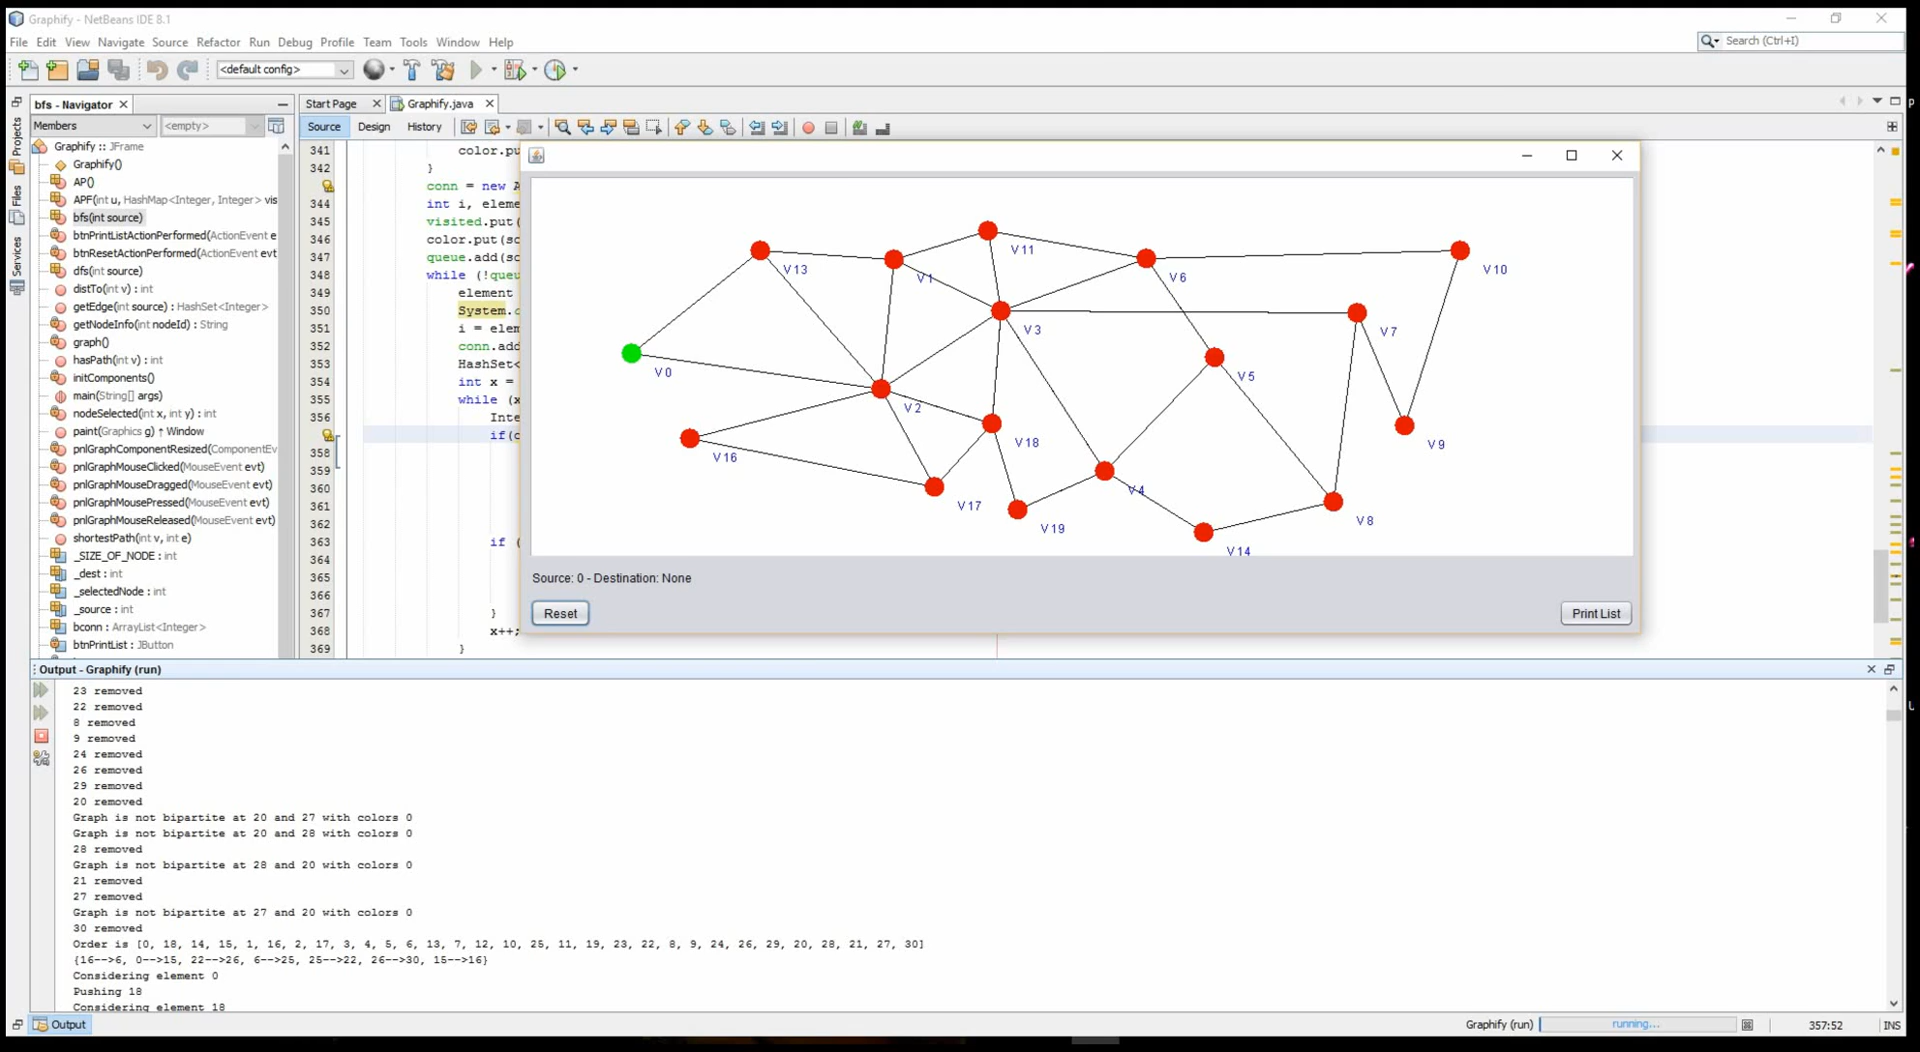 Graphify - NetBeans IDE 8.1
File Edit View Navigate Source Refactor Run Debug Profile Team Tools Window Help
Search (Ctrl+I)
<default config>
bfs - Navigator
Start Page
Graphify.java
Members
<empty>
Source
Design
History
Projects
Files
Services
Graphify :: JFrame
Graphify()
AP()
APF(int u, HashMap<Integer, Integer> vis
bfs(int source)
btnPrintListActionPerformed(ActionEvent e
btnResetActionPerformed(ActionEvent evt
dfs(int source)
distTo(int v) : int
getEdge(int source) : HashSet<Integer>
getNodeInfo(int nodeId) : String
graph()
hasPath(int v) : int
initComponents()
main(String[] args)
nodeSelected(int x, int y) : int
paint(Graphics g) ↑ Window
pnlGraphComponentResized(ComponentEv
pnlGraphMouseClicked(MouseEvent evt)
pnlGraphMouseDragged(MouseEvent evt)
pnlGraphMousePressed(MouseEvent evt)
pnlGraphMouseReleased(MouseEvent evt)
shortestPath(int v, int e)
_SIZE_OF_NODE : int
_dest : int
_selectedNode : int
_source : int
bconn : ArrayList<Integer>
btnPrintList : JButton
341 color.pu
342 }
conn = new A
344 int i, eleme
345 visited.put(
346 color.put(so
347 queue.add(so
348 while (!queu
349 element
350 System.o
351 i = elem
352 conn.add
353 HashSet<
354 int x =
355 while (x
356 Inte
if(c
358
359
360
361
362
363 if (
364
365
366
367 }
368 x++;
369 }
V11
V13
V1
V6
V10
V3
V7
V0
V5
V2
V18
V9
V16
V4
V17
V19
V8
V14
Source: 0 - Destination: None
Reset
Print List
Output - Graphify (run)
23 removed
22 removed
8 removed
9 removed
24 removed
26 removed
29 removed
20 removed
Graph is not bipartite at 20 and 27 with colors 0
Graph is not bipartite at 20 and 28 with colors 0
28 removed
Graph is not bipartite at 28 and 20 with colors 0
21 removed
27 removed
Graph is not bipartite at 27 and 20 with colors 0
30 removed
Order is [0, 18, 14, 15, 1, 16, 2, 17, 3, 4, 5, 6, 13, 7, 12, 10, 25, 11, 19, 23, 22, 8, 9, 24, 26, 29, 20, 28, 21, 27, 30]
{16-->6, 0-->15, 22-->26, 6-->25, 25-->22, 26-->30, 15-->16}
Considering element 0
Pushing 18
Considering element 18
Output
Graphify (run)
running...
357:52
INS